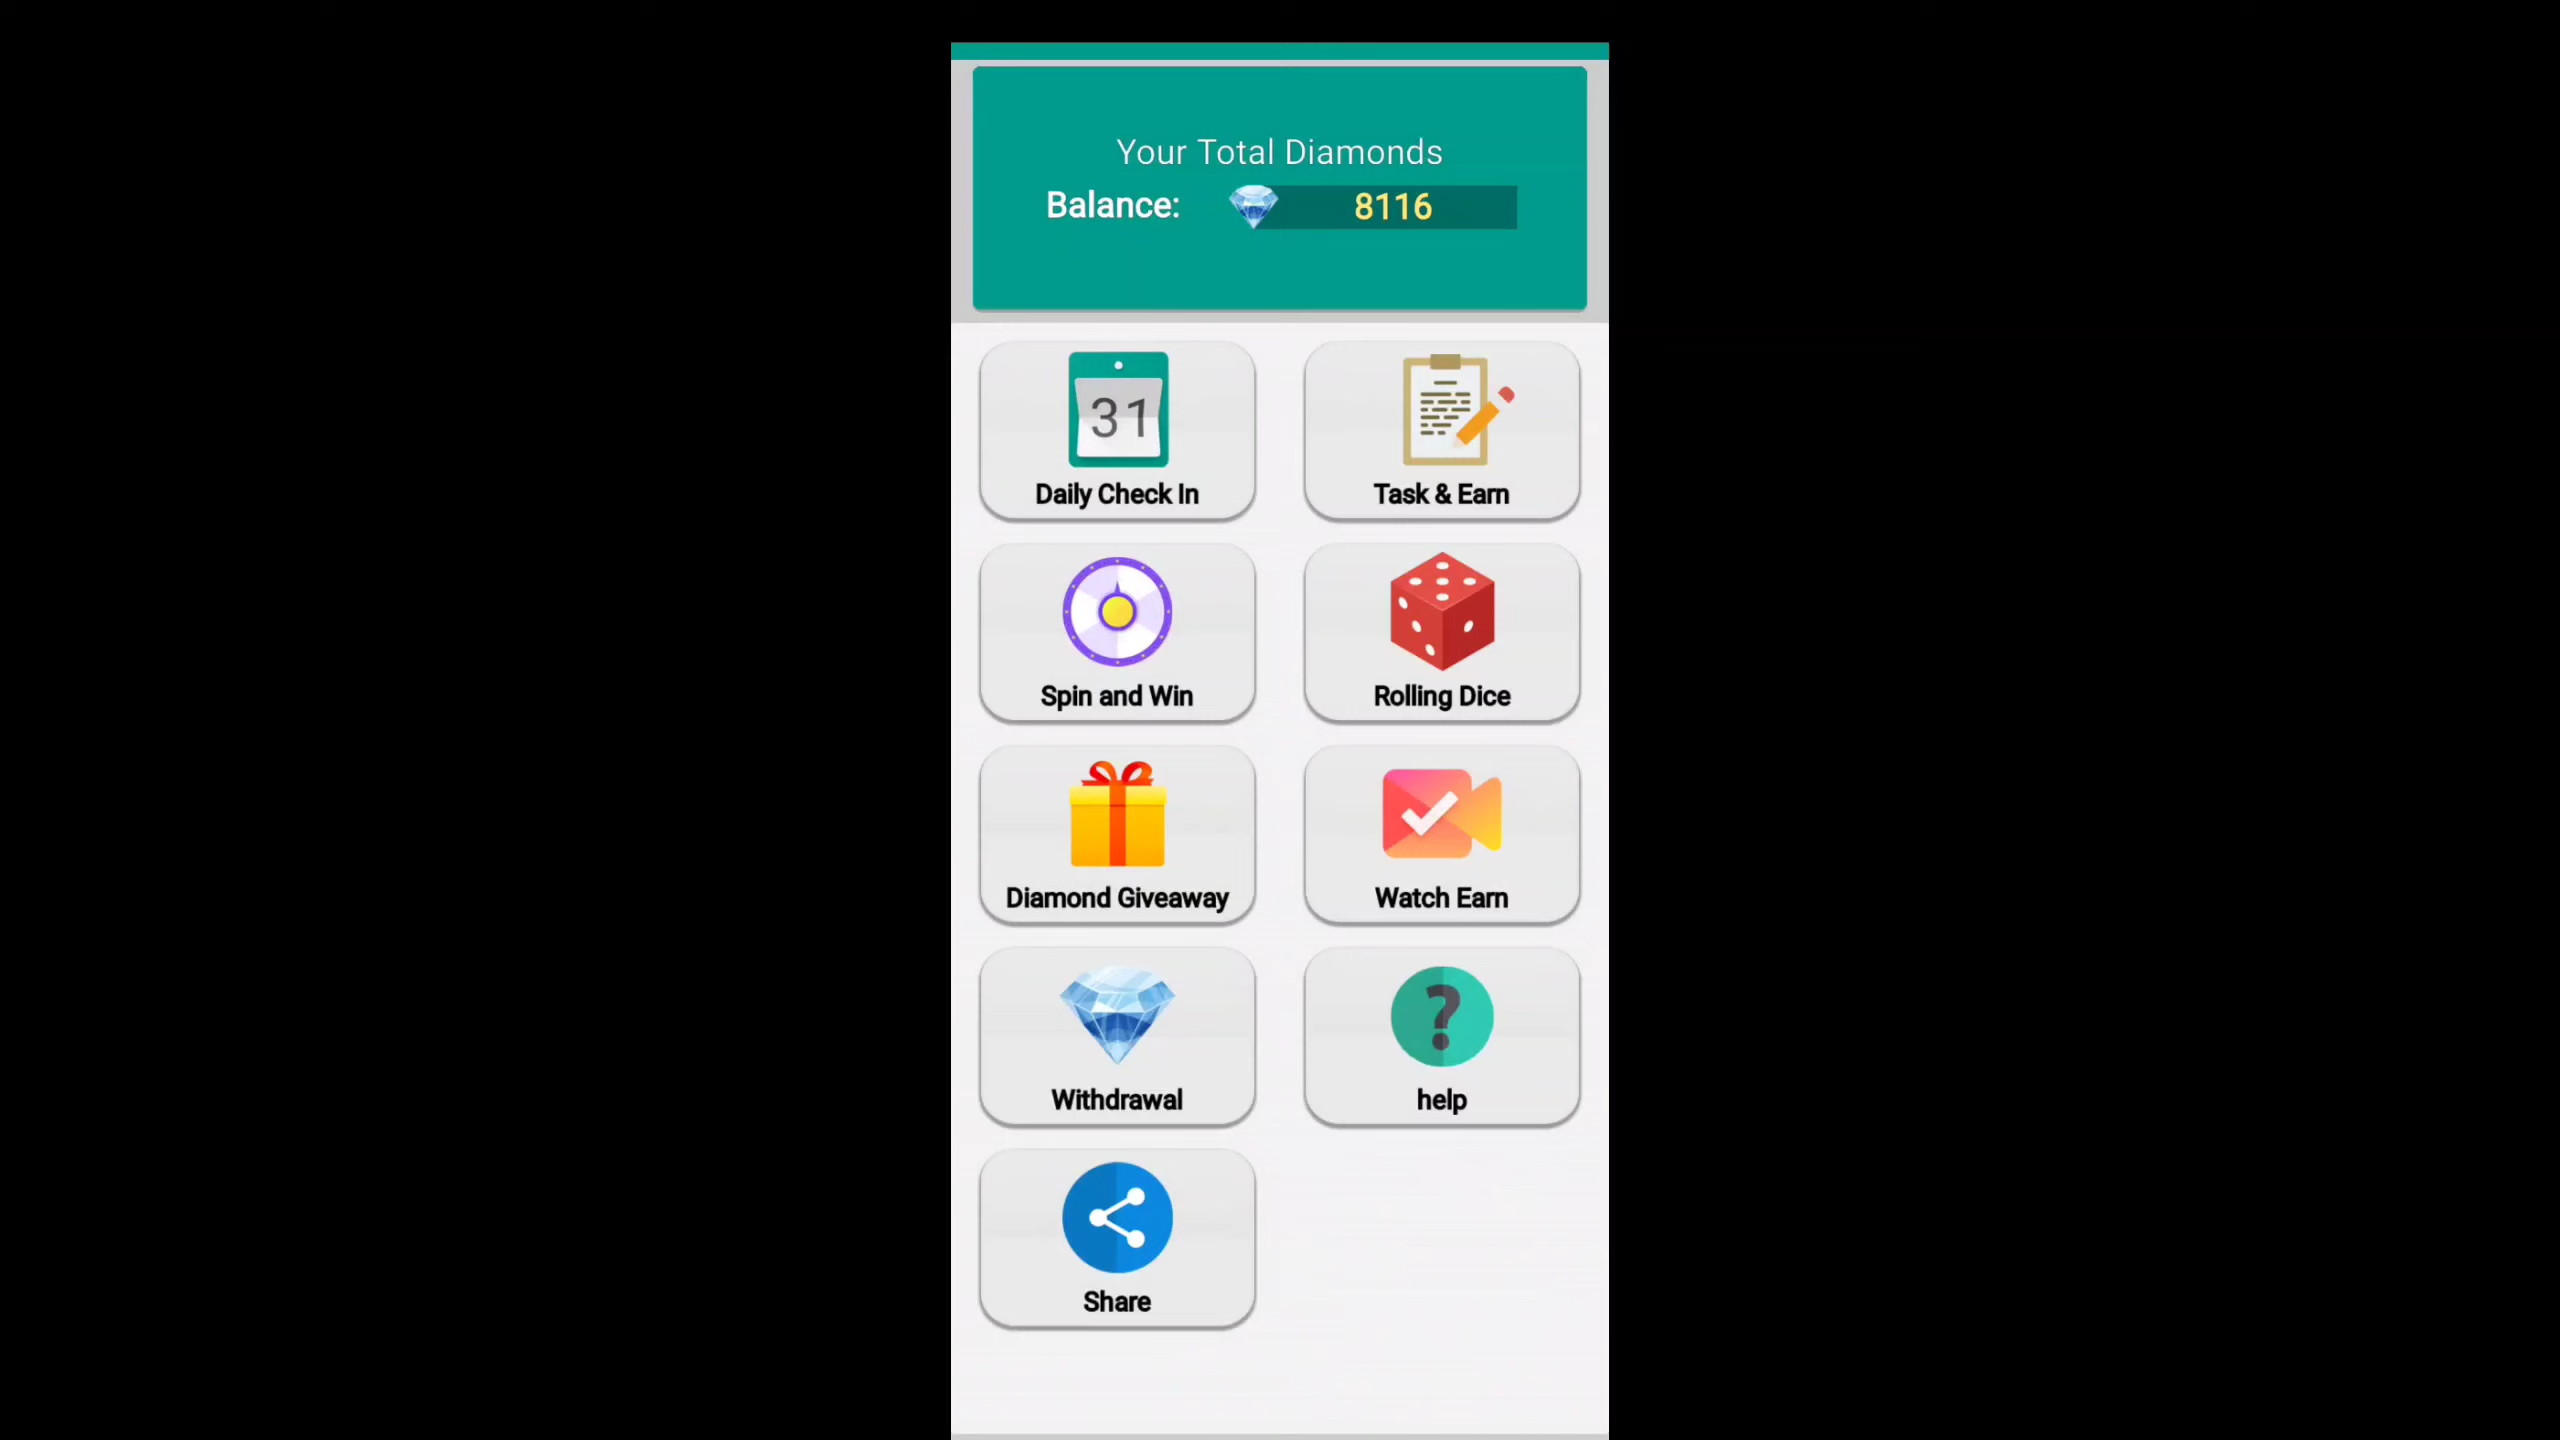 Your Total Diamonds
Balance: 8116
31
Daily Check In
Task & Earn
Spin and Win
Rolling Dice
Diamond Giveaway
Watch Earn
Withdrawal
?
help
Share